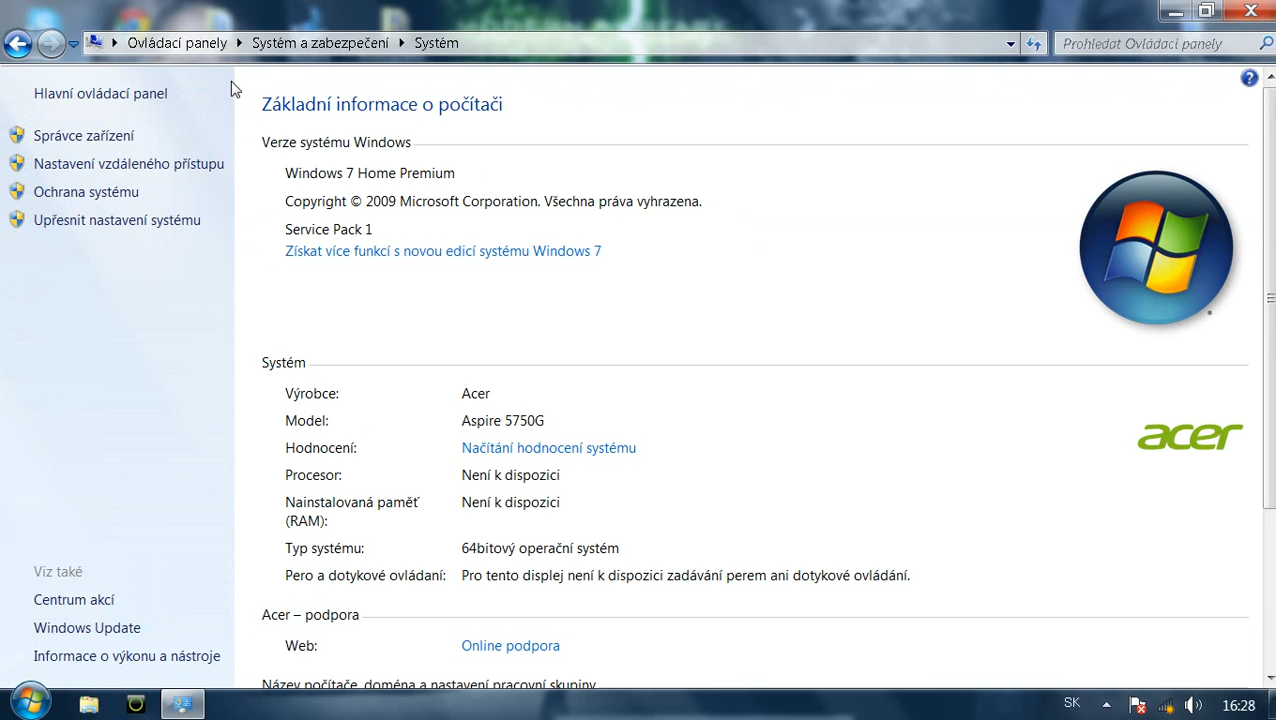 Ovládací panely
Systém a zabezpečení
Systém
Prohledat Ovládací panely
Hlavní ovládací panel
Správce zařízení
Nastavení vzdáleného přístupu
Ochrana systému
Upřesnit nastavení systému
Viz také
Centrum akcí
Windows Update
Informace o výkonu a nástroje
Základní informace o počítači
Verze systému Windows
Windows 7 Home Premium
Copyright © 2009 Microsoft Corporation. Všechna práva vyhrazena.
Service Pack 1
Získat více funkcí s novou edicí systému Windows 7
Systém
Výrobce: Acer
Model: Aspire 5750G
Hodnocení: Načítání hodnocení systému
Procesor: Není k dispozici
Nainstalovaná paměť Není k dispozici
(RAM):
Typ systému: 64bitový operační systém
Pero a dotykové ovládaní: Pro tento displej není k dispozici zadávání perem ani dotykové ovládání.
acer
Acer – podpora
Web: Online podpora
Název počítače, doména a nastavení pracovní skupiny
SK
16:28